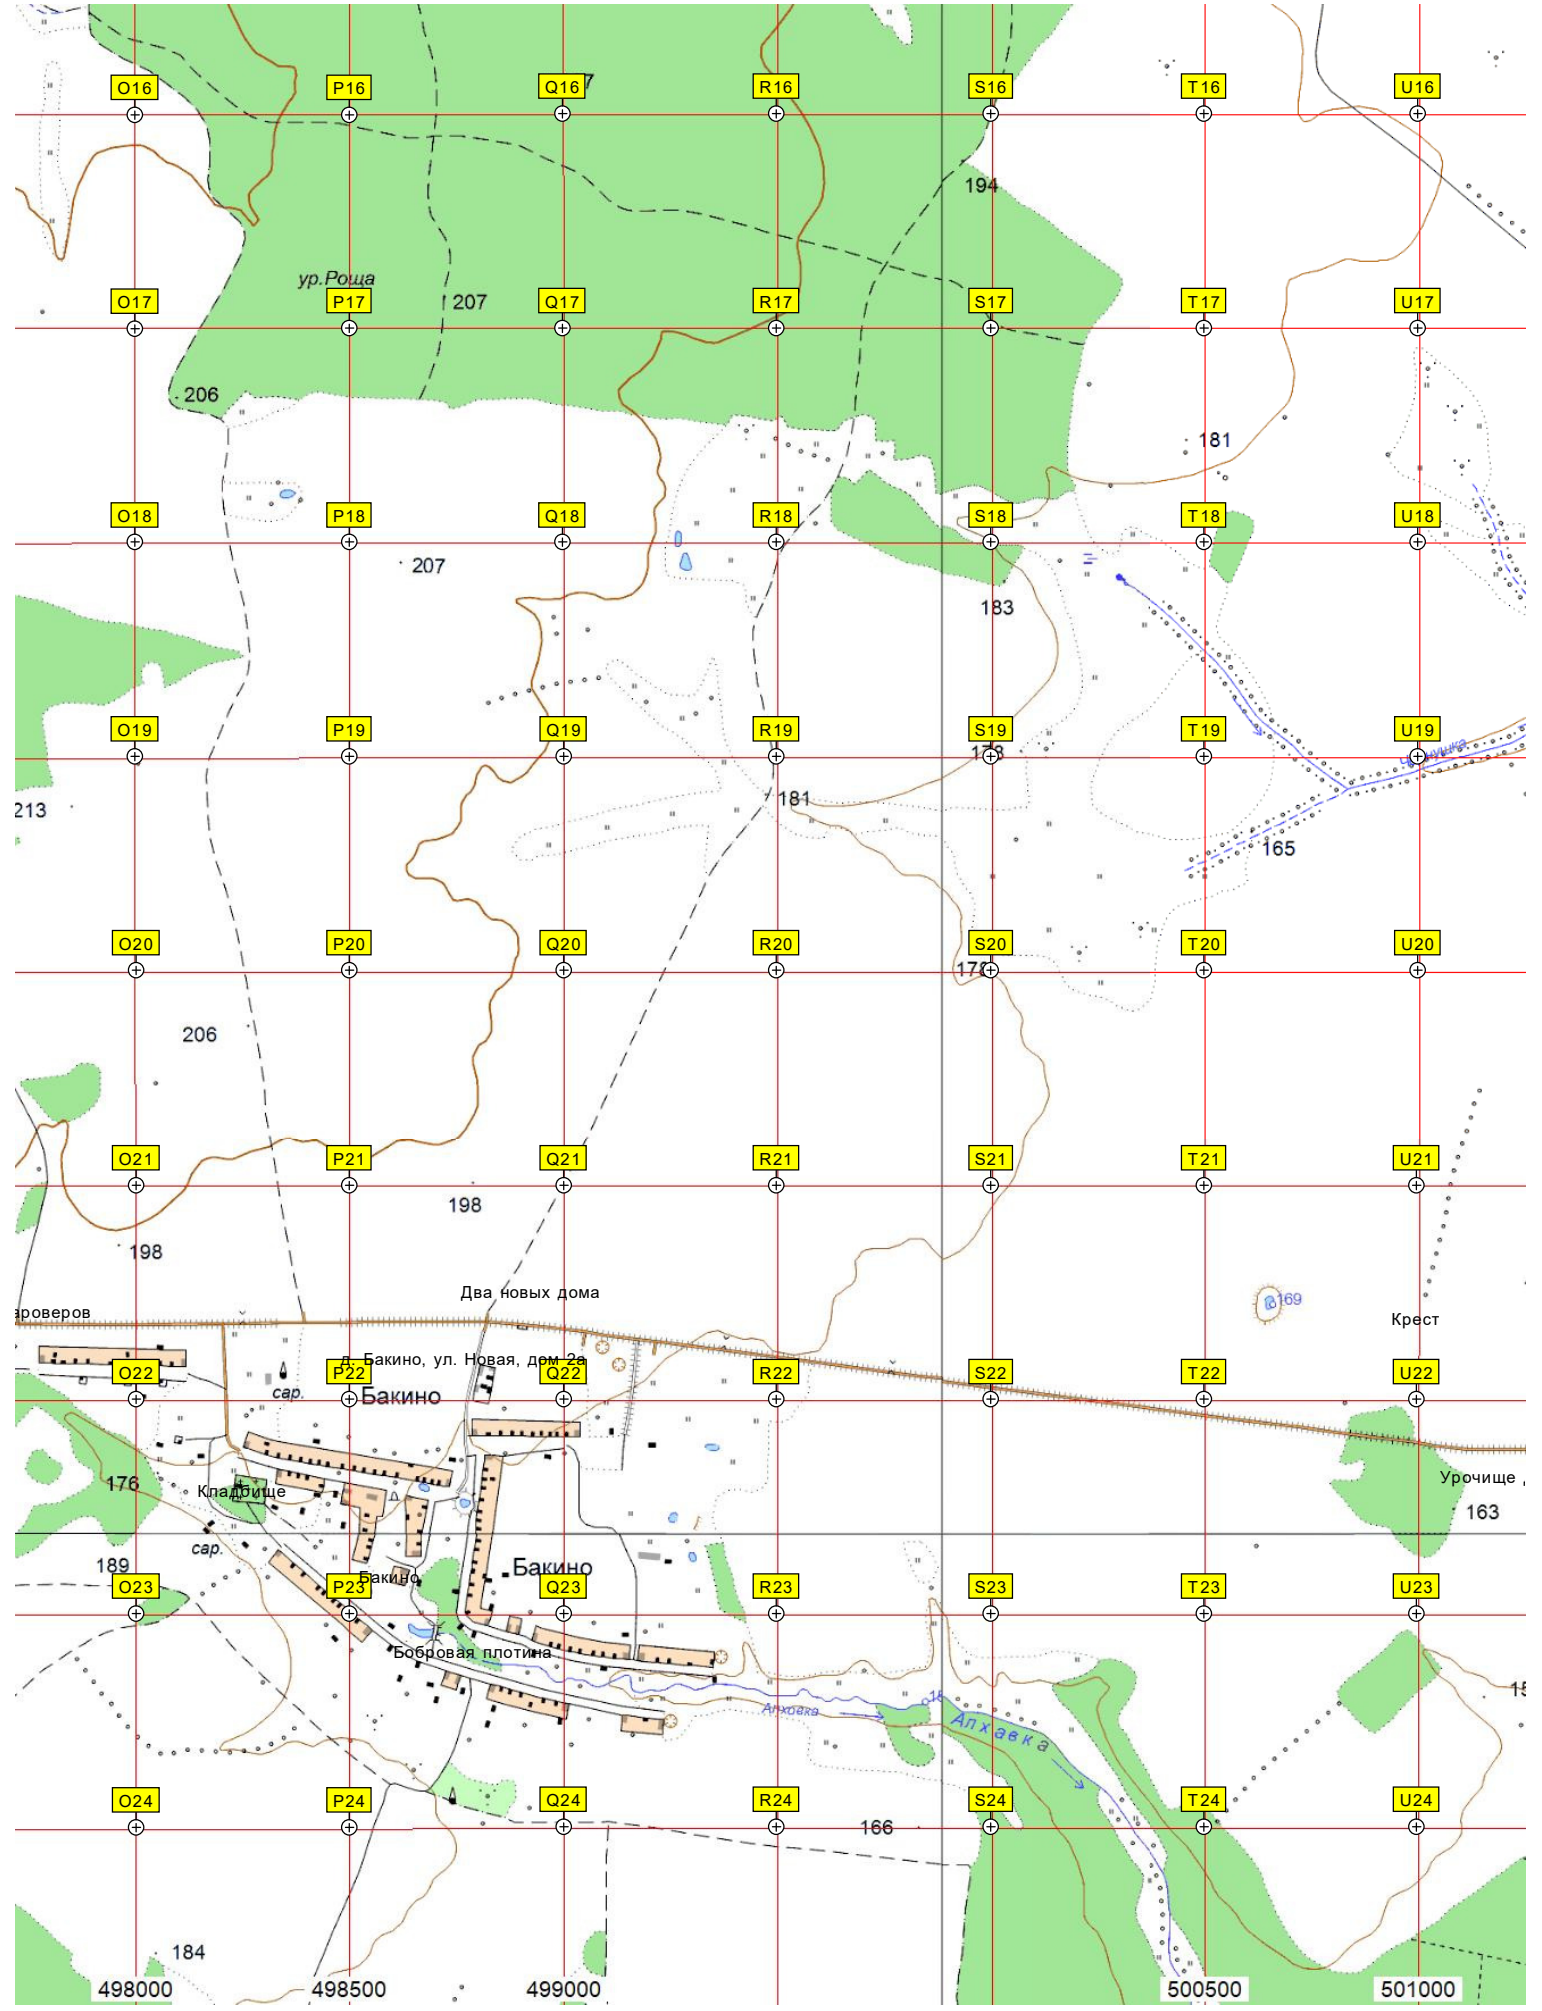 7
O16 P16 Q16 R16 S16 T16 U16
194
ур.Роща
O17 P17 207 Q17 R17 S17 T17 U17
206
181
O18 P18 Q18 R18 S18 T18 U18
207
183
O19 P19 Q19 R19 S19 T19 U19
213
181
165
O20 P20 Q20 R20 S20 T20 U20
206
O21 P21 Q21 R21 S21 T21 U21
198
198
Два новых дома
169
ароверов
Крест
д. Бакино, ул. Новая, дом 2а
O22 P22 Q22 R22 S22 T22 U22
сар.
Бакино
176
Кладбище
Урочище
163
сар.
189
Бакино
Бакино
O23 P23 Q23 R23 S23 T23 U23
Бобровая плотина
Алховка
Алхавка
O24 P24 Q24 R24 S24 T24 U24
166
184
498000 498500 499000 500500 501000